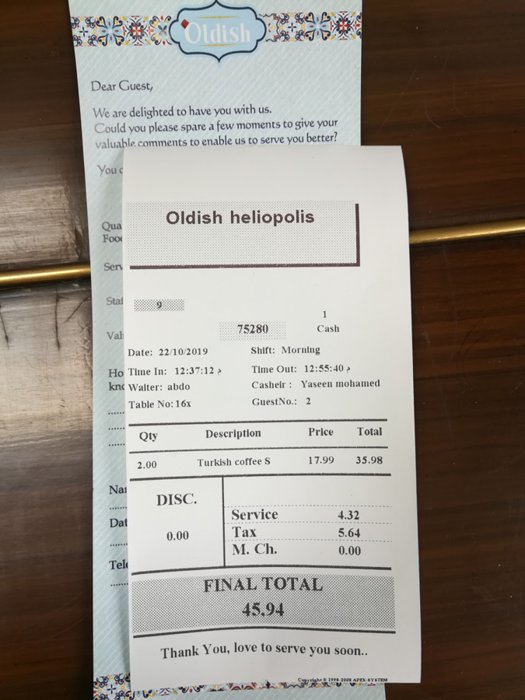 Oldish
Dear Guest,
We are delighted to have you with us.
Could you please spare a few moments to give your
valuable comments to enable us to serve you better?
Oldish heliopolis
9
1
75280 Cash
Date: 22/10/2019 Shift: Morning
Time In: 12:37:12 م Time Out: 12:55:40 م
Waiter: abdo Casheir : Yaseen mohamed
Table No: 16x GuestNo.: 2
Qty Description Price Total
2.00 Turkish coffee S 17.99 35.98
DISC.
0.00
Service 4.32
Tax 5.64
M. Ch. 0.00
FINAL TOTAL
45.94
Thank You, love to serve you soon..
Copyright © 1998-2008 APEX-SYSTEM